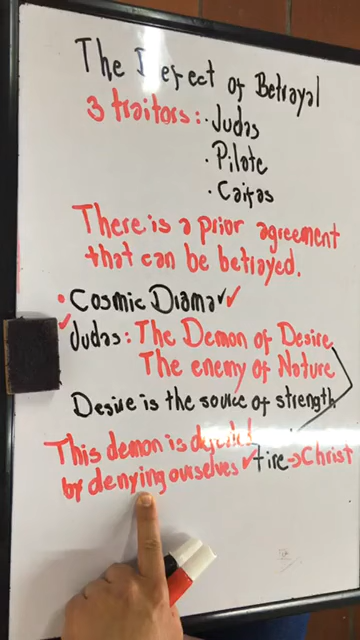 The Defect of Betrayal
3 traitors: · Judas
· Pilate
· Caifas
There is a prior agreement
that can be betrayed.
• Cosmic Drama ✓✓
✓ Judas: The Demon of Desire
The enemy of Nature
Desire is the source of strength
This demon is defeated
by denying ourselves ✓ fire → Christ